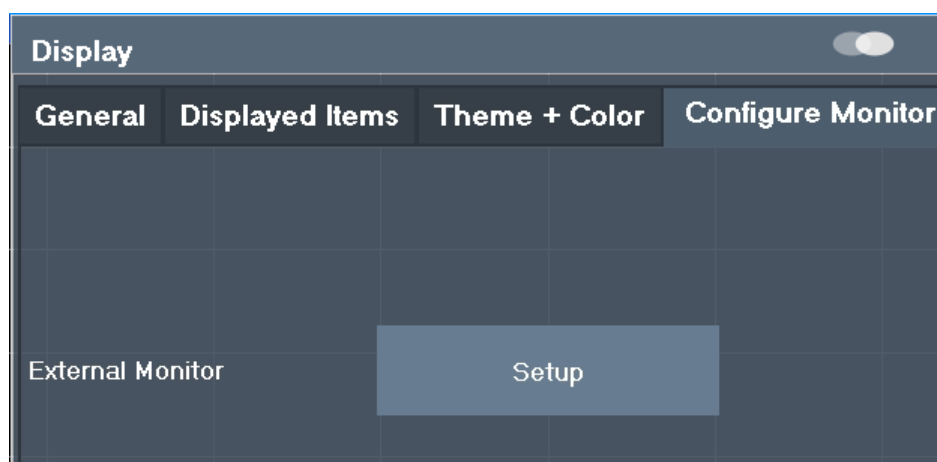 Display
General Displayed Items Theme + Color Configure Monitor
External Monitor Setup